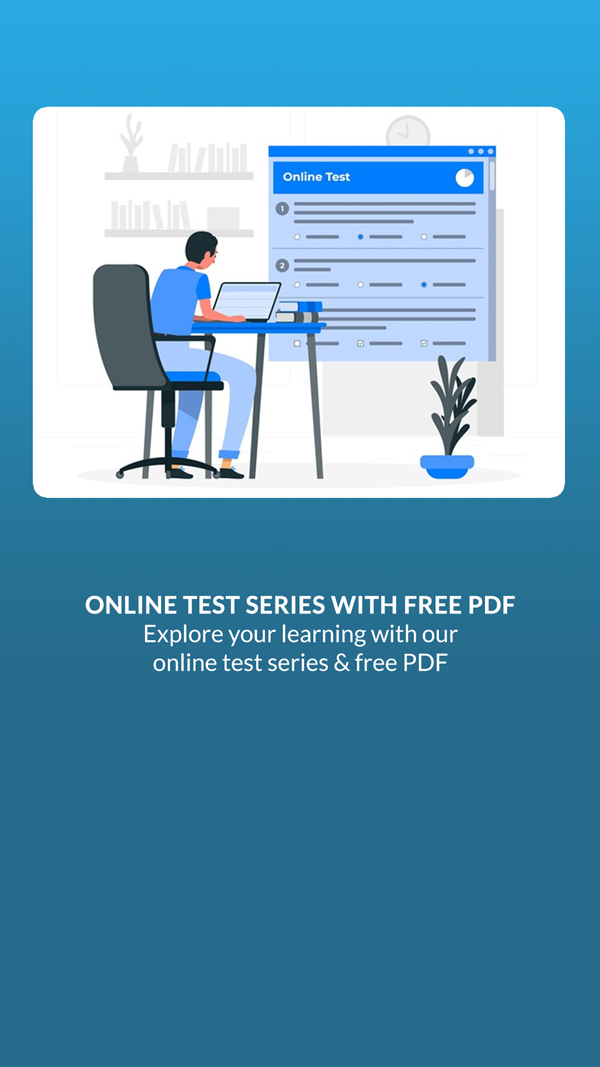 Online Test
1
2
ONLINE TEST SERIES WITH FREE PDF
Explore your learning with our
online test series & free PDF